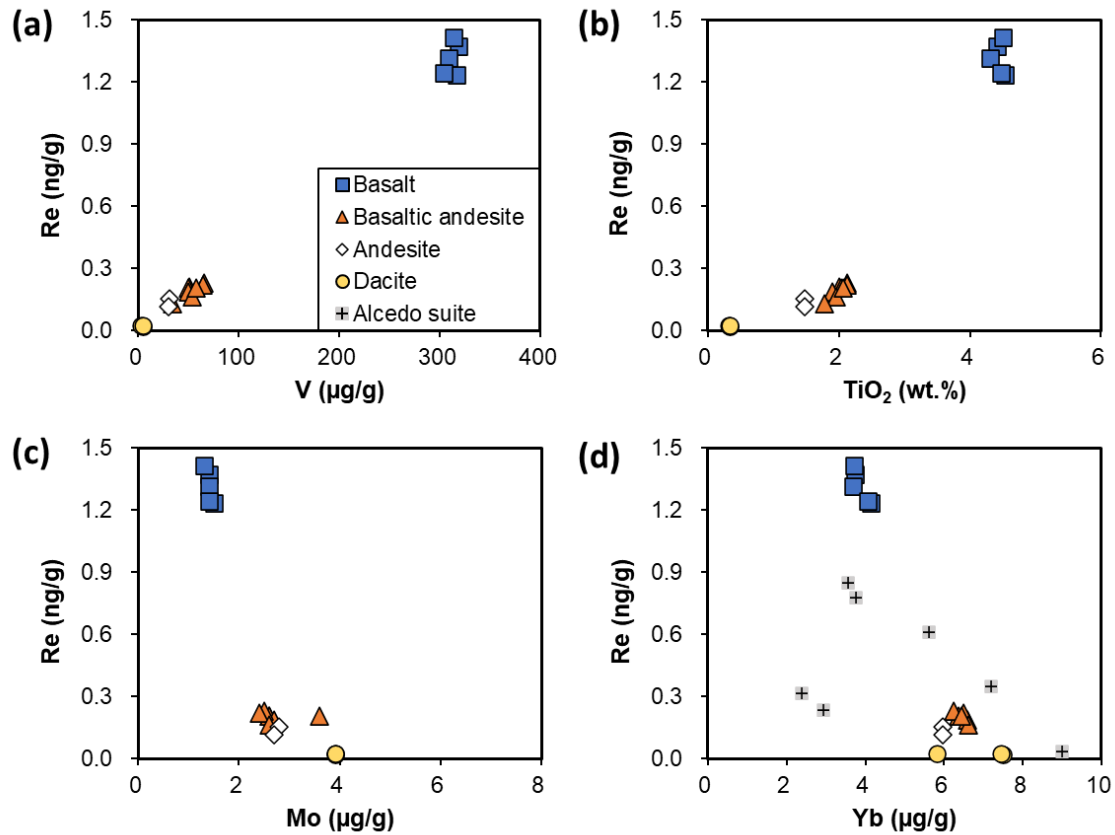 (a)
1.5
1.2
0.9
0.6
0.3
0.0
Re (ng/g)
Basalt
Basaltic andesite
Andesite
Dacite
Alcedo suite
0 100 200 300 400
V (µg/g)
(b)
1.5
1.2
0.9
0.6
0.3
0.0
Re (ng/g)
0 2 4 6
TiO₂ (wt.%)
(c)
1.5
1.2
0.9
0.6
0.3
0.0
Re (ng/g)
0 2 4 6 8
Mo (µg/g)
(d)
1.5
1.2
0.9
0.6
0.3
0.0
Re (ng/g)
0 2 4 6 8 10
Yb (µg/g)